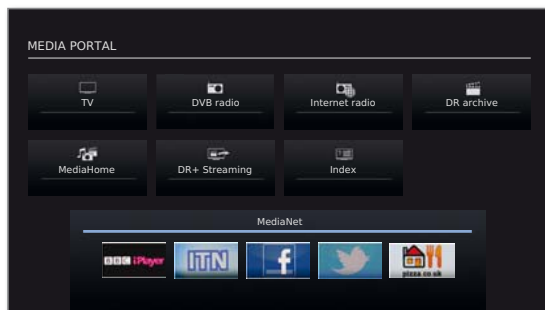 MEDIA PORTAL
TV
DVB radio
Internet radio
DR archive
MediaHome
DR+ Streaming
Index
MediaNet
BBC iPlayer
ITN
f
pizza co uk